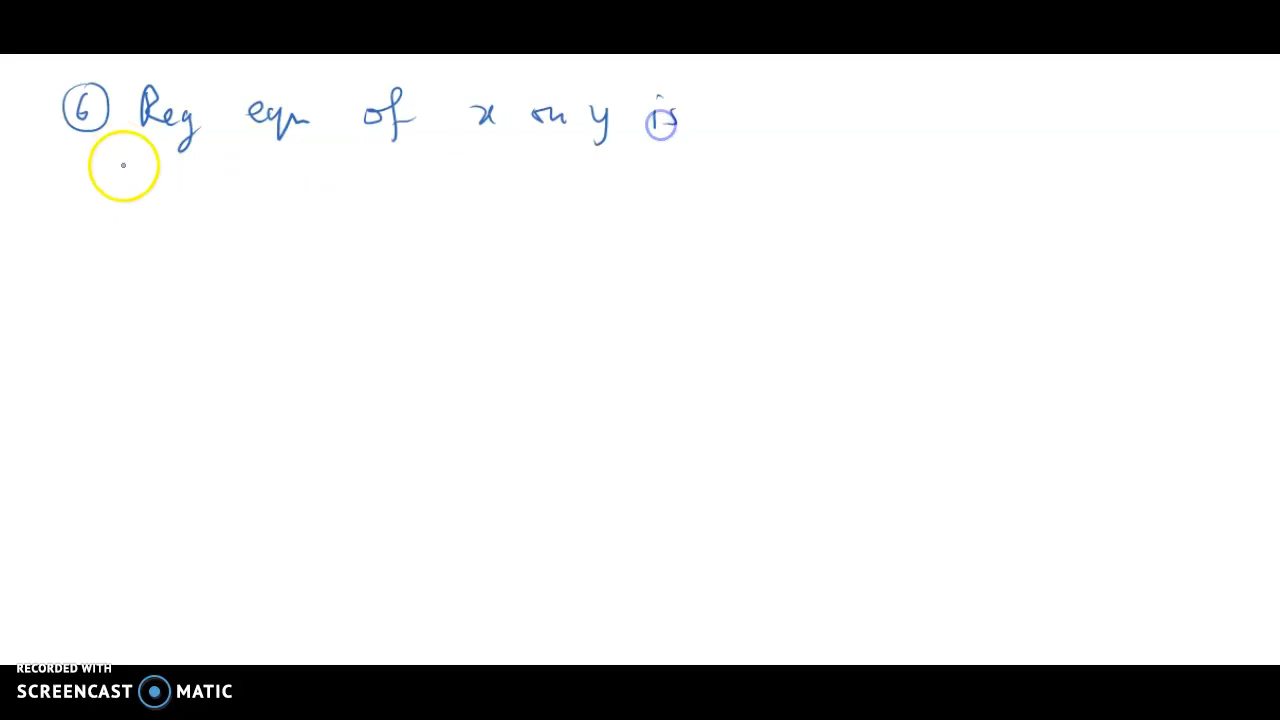 ⑥ Reg eqn of x on y is
RECORDED WITH
SCREENCAST MATIC